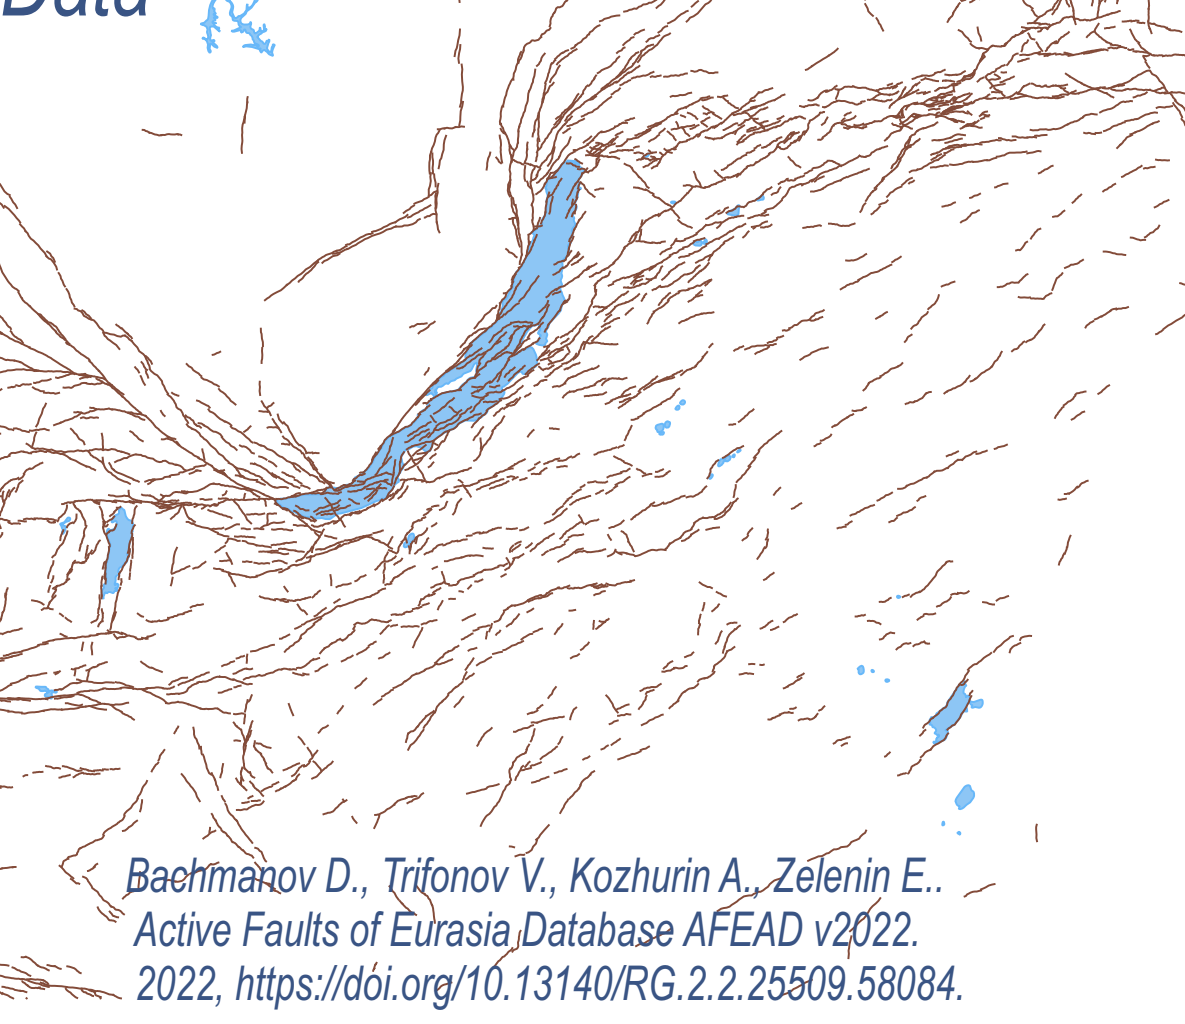 Data
Bachmanov D., Trifonov V., Kozhurin A., Zelenin E..
Active Faults of Eurasia Database AFEAD v2022.
2022, https://doi.org/10.13140/RG.2.2.25509.58084.